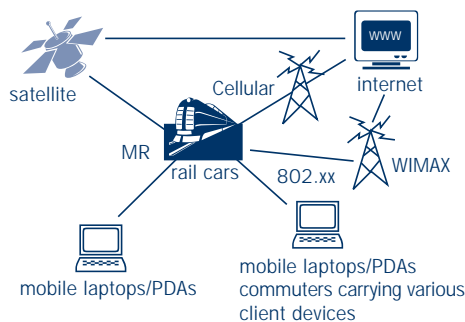 www
satellite
Cellular
internet
MR
rail cars
802.xx
WIMAX
mobile laptops/PDAs
mobile laptops/PDAs
commuters carrying various
client devices